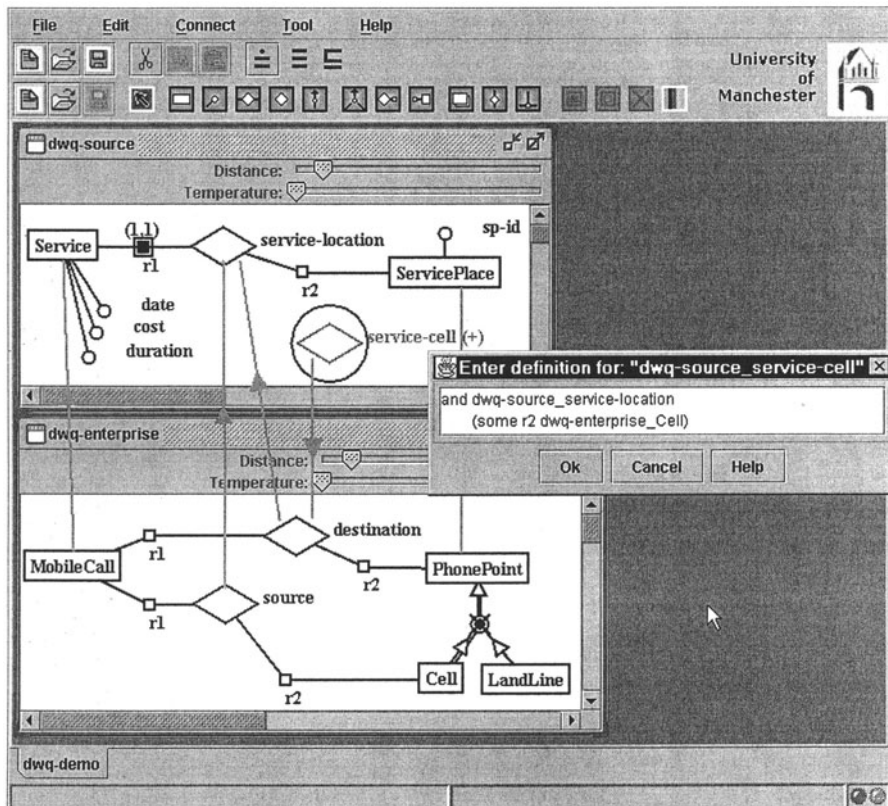 File Edit Connect Tool Help
University
of
Manchester
dwq-source
Distance:
Temperature:
(1,1)
Service
r1
service-location
sp-id
r2
ServicePlace
date
cost
duration
service-cell (+)
Enter definition for: "dwq-source_service-cell"
and dwq-source_service-location
(some r2 dwq-enterprise_Cell)
Ok Cancel Help
dwq-enterprise
Distance:
Temperature:
destination
r1
MobileCall
r2
PhonePoint
source
r1
Cell
LandLine
r2
dwq-demo